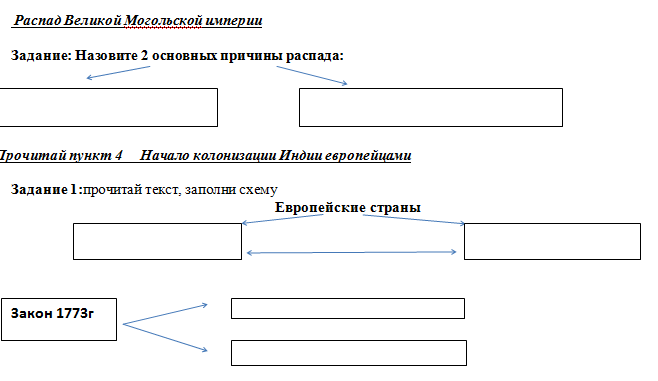 Распад Великой Могольской империи
Задание: Назовите 2 основных причины распада:
Прочитай пункт 4 Начало колонизации Индии европейцами
Задание 1:прочитай текст, заполни схему
Европейские страны
Закон 1773г